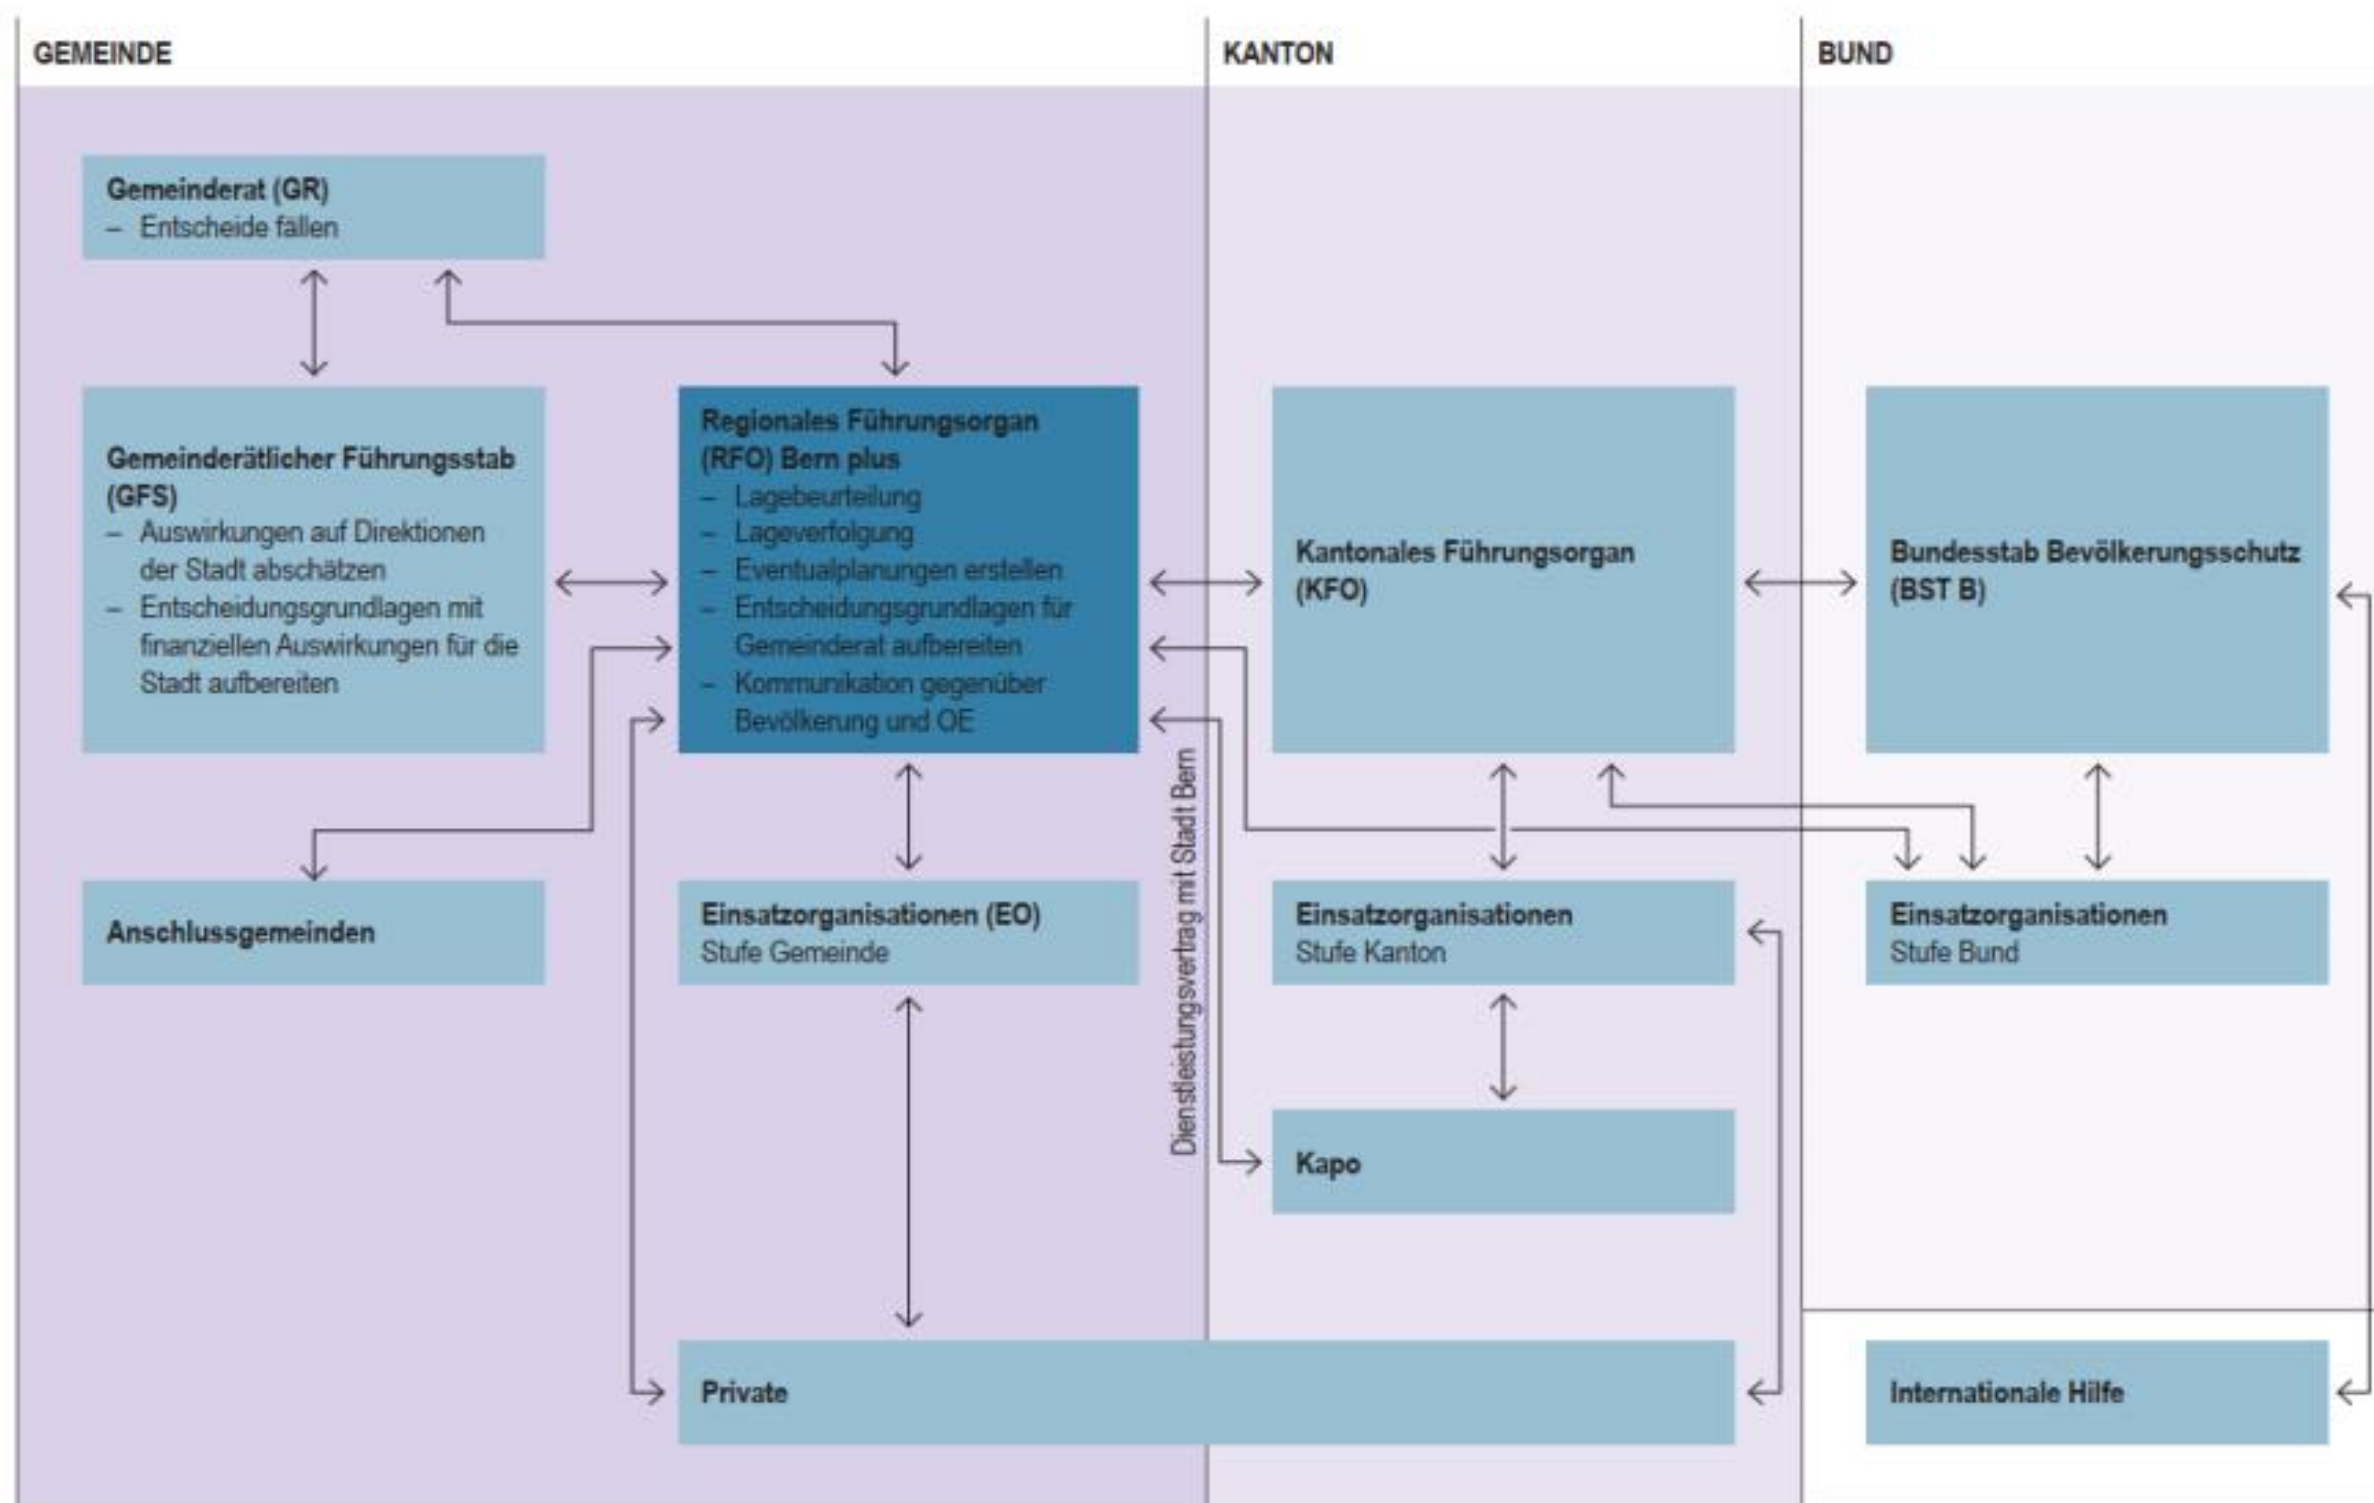 GEMEINDE
KANTON
BUND
Gemeinderat (GR)
– Entscheide fällen
Gemeinderätlicher Führungsstab
(GFS)
– Auswirkungen auf Direktionen
der Stadt abschätzen
– Entscheidungsgrundlagen mit
finanziellen Auswirkungen für die
Stadt aufbereiten
Regionales Führungsorgan
(RFO) Bern plus
– Lagebeurteilung
– Lageverfolgung
– Eventualplanungen erstellen
– Entscheidungsgrundlagen für
Gemeinderat aufbereiten
– Kommunikation gegenüber
Bevölkerung und OE
Kantonales Führungsorgan
(KFO)
Bundesstab Bevölkerungsschutz
(BST B)
Anschlussgemeinden
Einsatzorganisationen (EO)
Stufe Gemeinde
Dienstleistungsvertrag mit Stadt Bern
Einsatzorganisationen
Stufe Kanton
Einsatzorganisationen
Stufe Bund
Kapo
Private
Internationale Hilfe